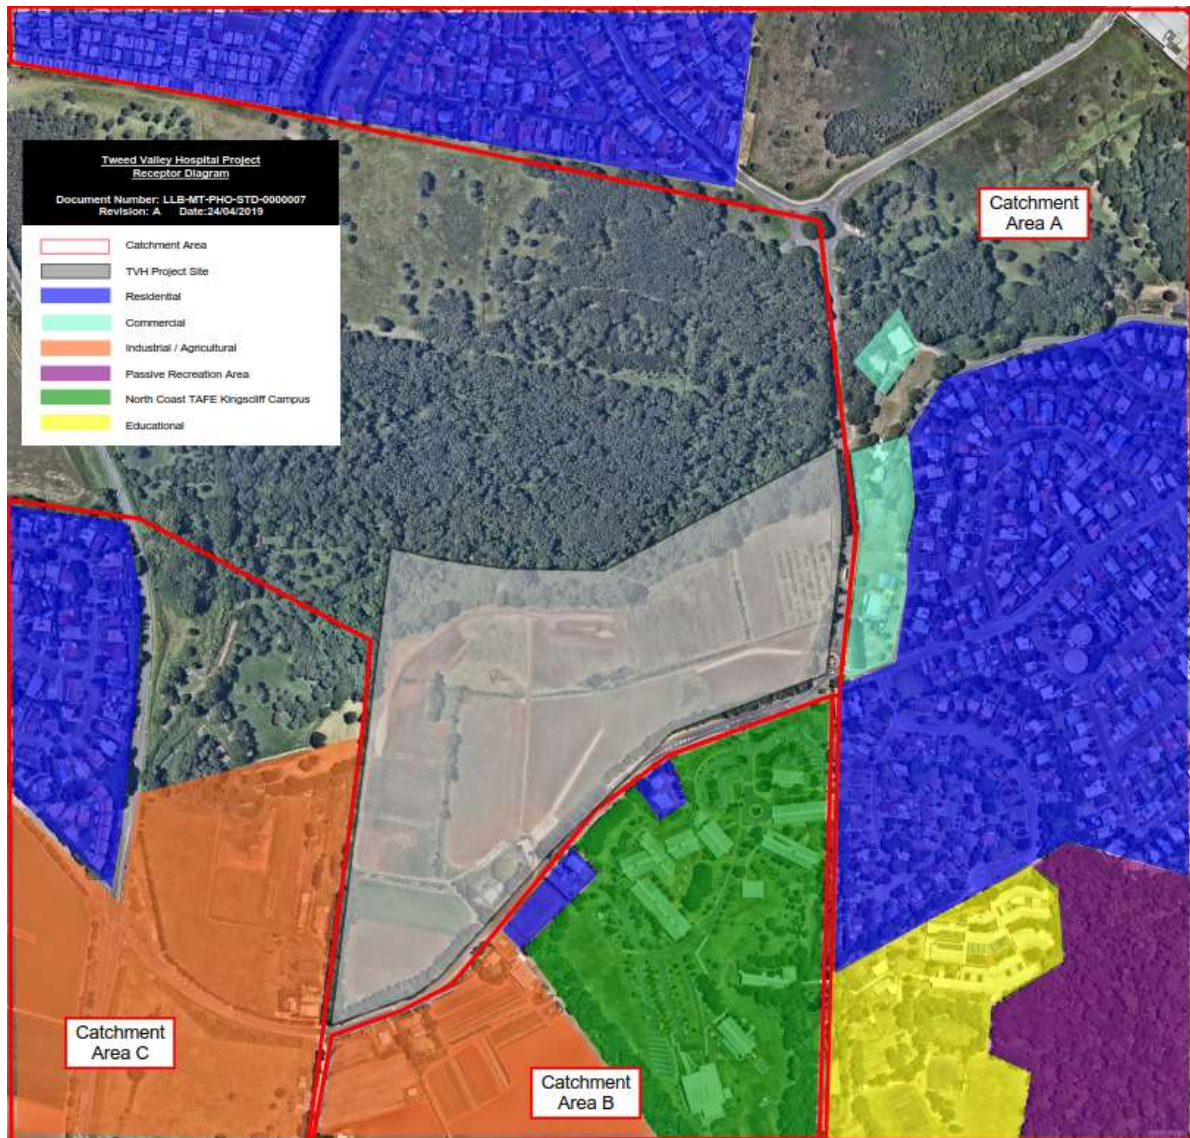 Tweed Valley Hospital Project
Receptor Diagram
Document Number: LLB-MT-PHO-STD-0000007
Revision: A Date:24/04/2019
Catchment Area
TVH Project Site
Residential
Commercial
Industrial / Agricultural
Passive Recreation Area
North Coast TAFE Kingscliff Campus
Educational
Catchment
Area A
Catchment
Area C
Catchment
Area B